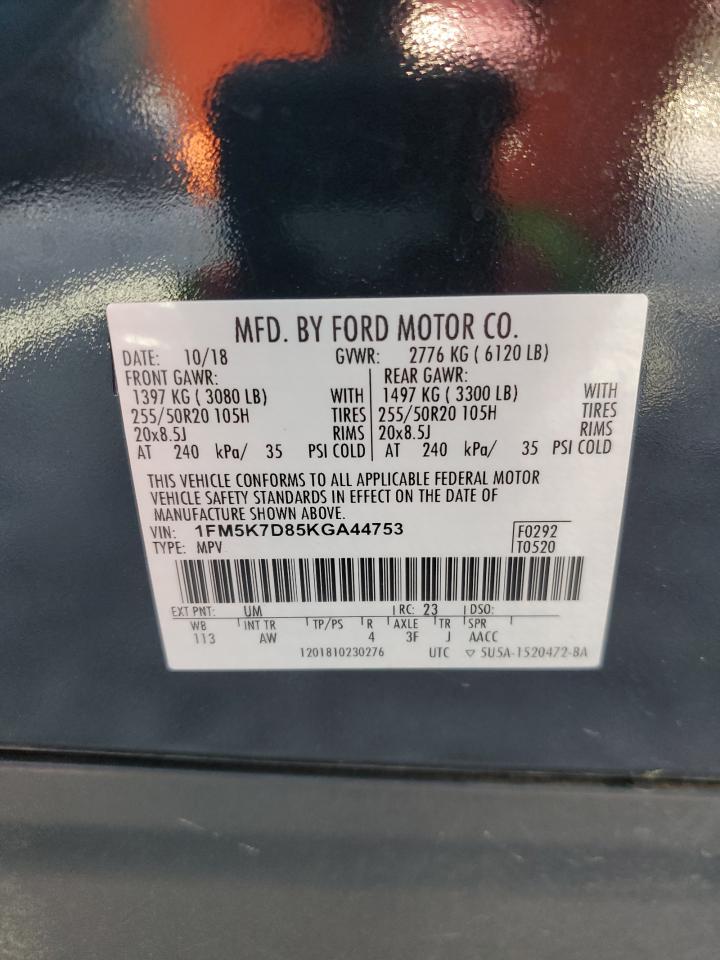 MFD. BY FORD MOTOR CO.
DATE: 10/18 GVWR: 2776 KG ( 6120 LB)
FRONT GAWR: REAR GAWR:
1397 KG ( 3080 LB) WITH 1497 KG ( 3300 LB) WITH
255/50R20 105H TIRES 255/50R20 105H TIRES
20x8.5J RIMS 20x8.5J RIMS
AT 240 kPa/ 35 PSI COLD AT 240 kPa/ 35 PSI COLD
THIS VEHICLE CONFORMS TO ALL APPLICABLE FEDERAL MOTOR
VEHICLE SAFETY STANDARDS IN EFFECT ON THE DATE OF
MANUFACTURE SHOWN ABOVE.
VIN: 1FM5K7D85KGA44753 F0292
TYPE: MPV T0520
EXT PNT: UM RC: 23 DSO:
WB INT TR TP/PS R AXLE TR SPR
113 AW 4 3F J AACC
1201810230276 UTC ▽ 5U5A-1520472-BA